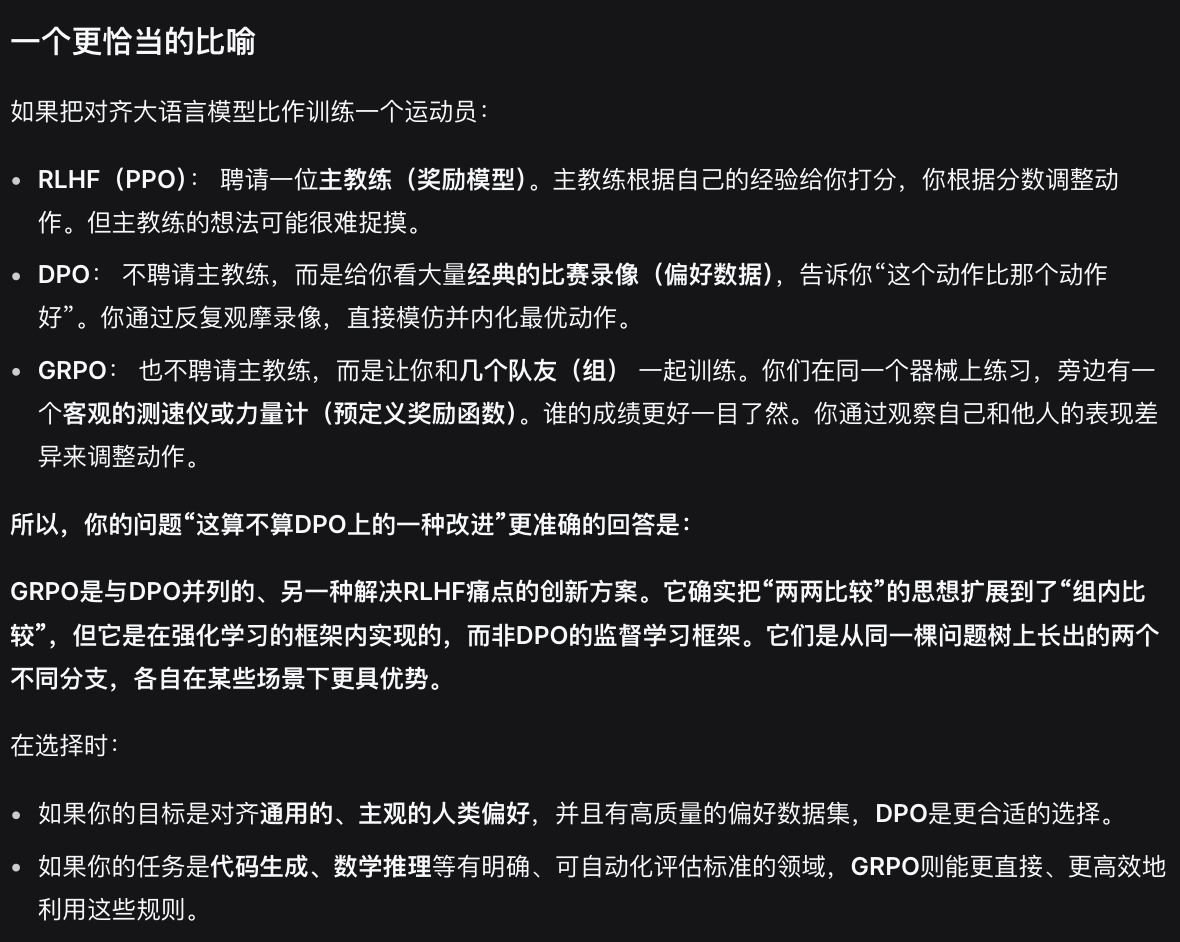 一个更恰当的比喻
如果把对齐大语言模型比作训练一个运动员：
• RLHF（PPO）： 聘请一位主教练（奖励模型）。主教练根据自己的经验给你打分，你根据分数调整动
作。但主教练的想法可能很难捉摸。
• DPO： 不聘请主教练，而是给你看大量经典的比赛录像（偏好数据），告诉你“这个动作比那个动作
好”。你通过反复观摩录像，直接模仿并内化最优动作。
• GRPO： 也不聘请主教练，而是让你和几个队友（组） 一起训练。你们在同一个器械上练习，旁边有一
个客观的测速仪或力量计（预定义奖励函数）。谁的成绩更好一目了然。你通过观察自己和他人的表现差
异来调整动作。
所以，你的问题“这算不算DPO上的一种改进”更准确的回答是：
GRPO是与DPO并列的、另一种解决RLHF痛点的创新方案。它确实把“两两比较”的思想扩展到了“组内比
较”，但它是在强化学习的框架内实现的，而非DPO的监督学习框架。它们是从同一棵问题树上长出的两个
不同分支，各自在某些场景下更具优势。
在选择时：
• 如果你的目标是对齐通用的、主观的人类偏好，并且有高质量的偏好数据集，DPO是更合适的选择。
• 如果你的任务是代码生成、数学推理等有明确、可自动化评估标准的领域，GRPO则能更直接、更高效地
利用这些规则。